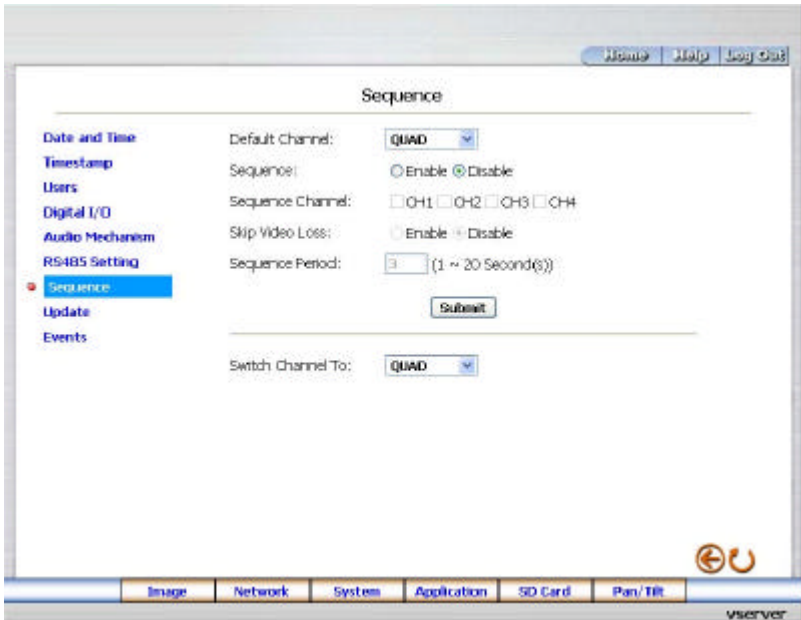 Home Help Log Out
Sequence
Date and Time
Timestamp
Users
Digital I/O
Audio Mechanism
RS485 Setting
Sequence
Update
Events
Default Channel: QUAD
Sequence: Enable Disable
Sequence Channel: CH1 CH2 CH3 CH4
Skip Video Loss: Enable Disable
Sequence Period: 3 (1 ~ 20 Second(s))
Submit
Switch Channel To: QUAD
Image Network System Application SD Card Pan/Tilt
vserver